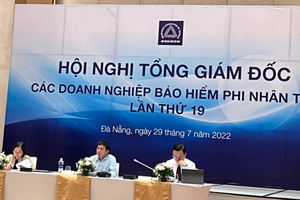 HỘI NGHỊ TỔNG GIÁM ĐỐC
CÁC DOANH NGHIỆP BẢO HIỂM PHI NHÂN T
LẦN THỨ 19
Đà Nẵng, ngày 29 tháng 7 năm 2022